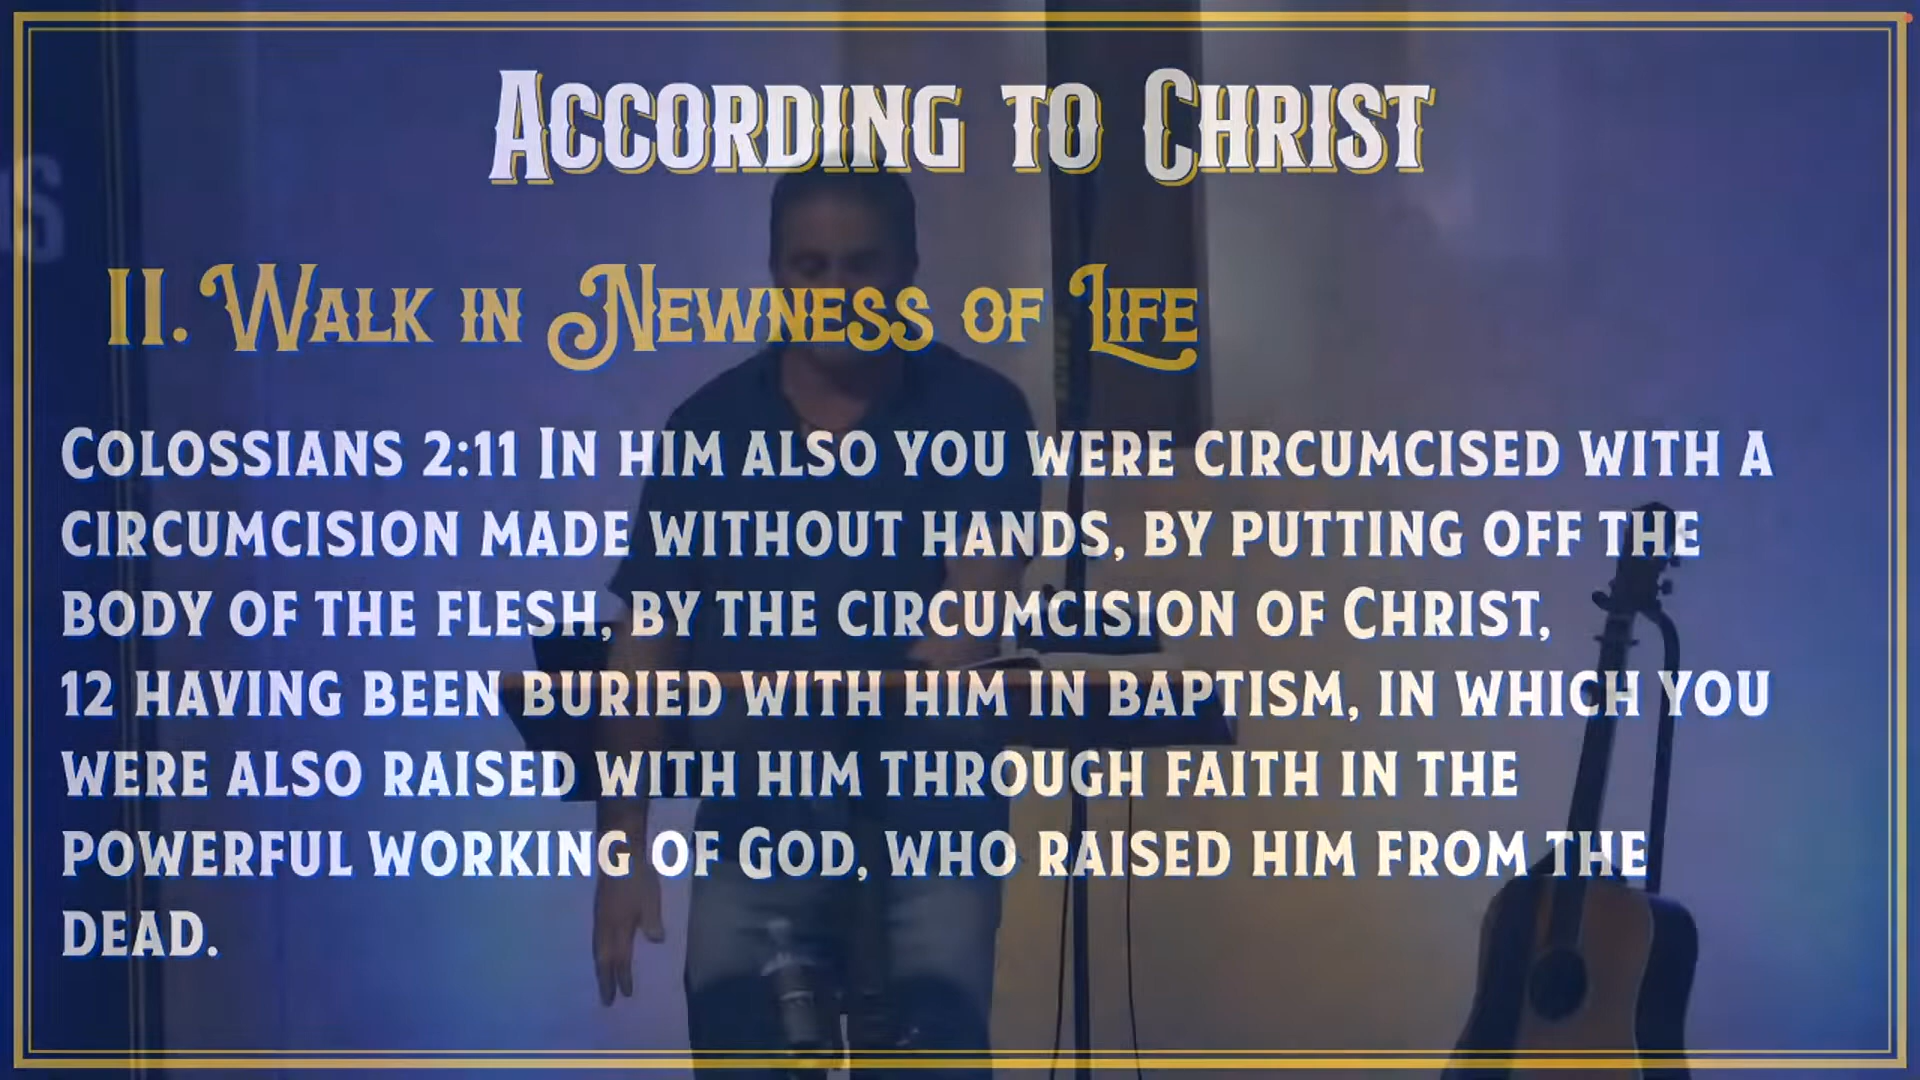 According to Christ
II. Walk in Newness of Life
Colossians 2:11 In him also you were circumcised with a
circumcision made without hands, by putting off the
body of the flesh, by the circumcision of Christ,
12 having been buried with him in baptism, in which you
were also raised with him through faith in the
powerful working of God, who raised him from the
dead.